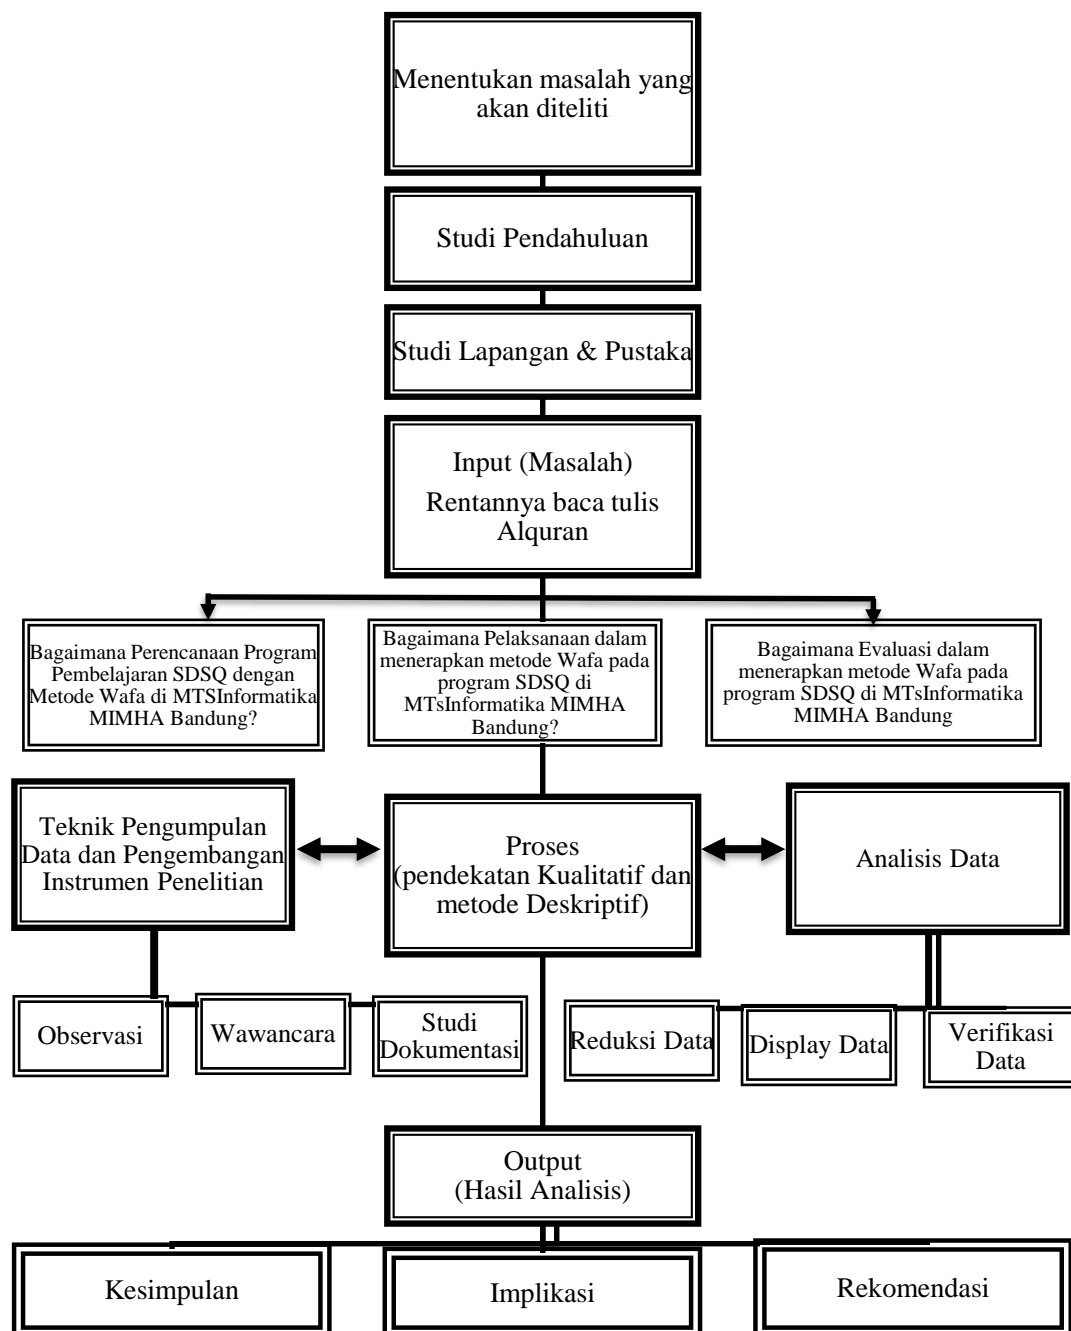 Menentukan masalah yang
akan diteliti
Studi Pendahuluan
Studi Lapangan & Pustaka
Input (Masalah)
Rentannya baca tulis
Alquran
Bagaimana Perencanaan Program
Pembelajaran SDSQ dengan
Metode Wafa di MTSInformatika
MIMHA Bandung?
Bagaimana Pelaksanaan dalam
menerapkan metode Wafa pada
program SDSQ di
MTsInformatika MIMHA
Bandung?
Bagaimana Evaluasi dalam
menerapkan metode Wafa pada
program SDSQ di MTsInformatika
MIMHA Bandung
Teknik Pengumpulan
Data dan Pengembangan
Instrumen Penelitian
Proses
(pendekatan Kualitatif dan
metode Deskriptif)
Analisis Data
Observasi
Wawancara
Studi
Dokumentasi
Reduksi Data
Display Data
Verifikasi
Data
Output
(Hasil Analisis)
Kesimpulan
Implikasi
Rekomendasi